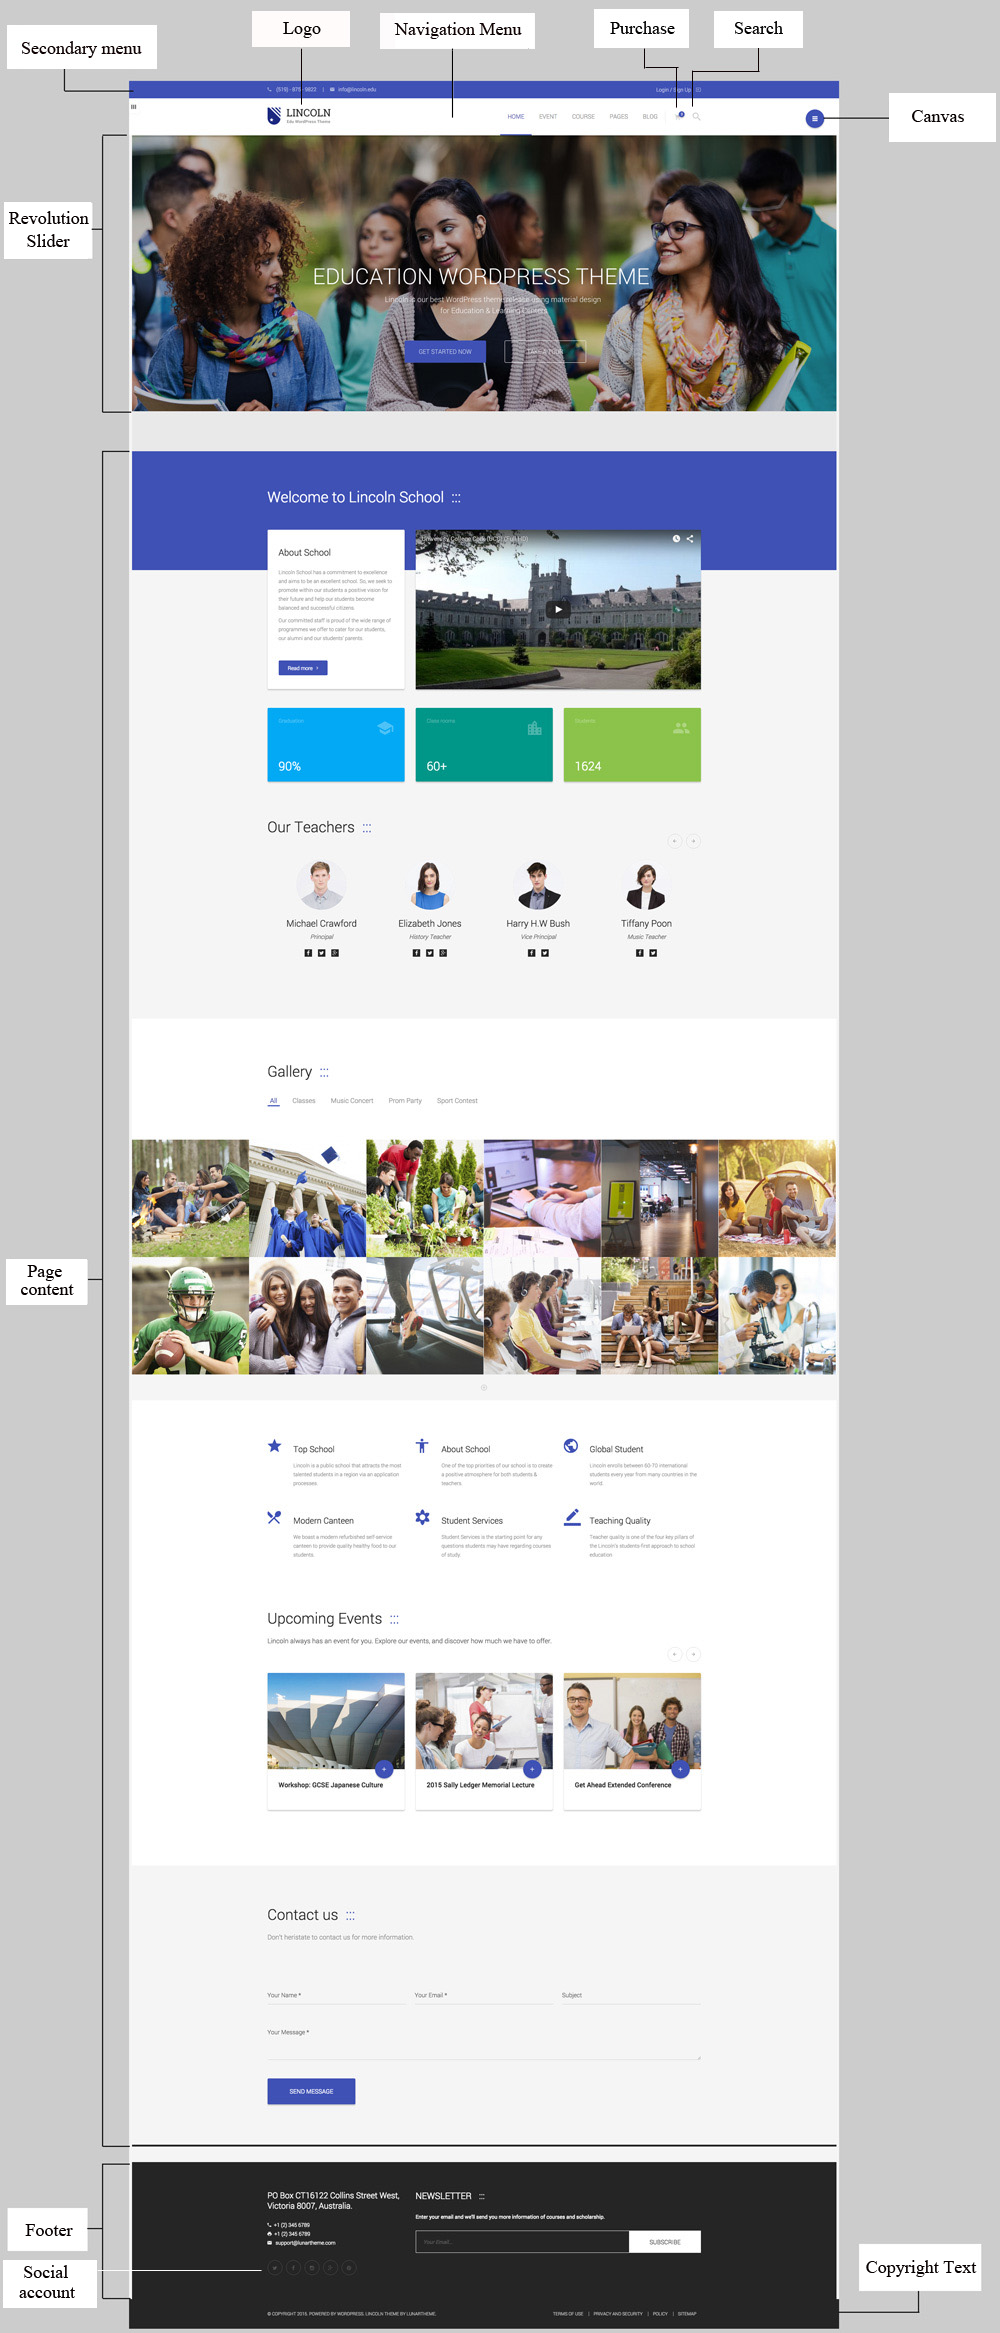 Logo
Navigation Menu
Purchase
Search
Secondary menu
Canvas
(519) - 875 - 9822 | info@lincoln.edu
Login / Sign Up
LINCOLN
Edu WordPress Theme
HOME EVENT COURSE PAGES BLOG
Revolution
Slider
EDUCATION WORDPRESS THEME
Lincoln is our best WordPress theme release using material design
for Education & Learning Centers
GET STARTED NOW
Welcome to Lincoln School :::
About School
Lincoln School has a commitment to excellence
and aims to be an excellent school. So, we seek to
promote within our students a positive vision for
their future and help our students become
balanced and successful citizens.
Our committed staff is proud of the wide range of
programmes we offer to cater for our students,
our alumni and our students' parents.
Read more
University College Cork (UCC) (Full HD)
Graduation
90%
Class rooms
60+
Students
1624
Our Teachers :::
Michael Crawford
Principal
Elizabeth Jones
History Teacher
Harry H.W Bush
Vice Principal
Tiffany Poon
Music Teacher
Gallery :::
All Classes Music Concert Prom Party Sport Contest
Page
content
Top School
Lincoln is a public school that attracts the most
talented students in a region via an application
processes.
About School
One of the top priorities of our school is to create
a positive atmosphere for both students &
teachers.
Global Student
Lincoln enrolls between 60-70 international
students every year from many countries in the
world.
Modern Canteen
We boast a modern refurbished self-service
canteen to provide quality healthy food to our
students.
Student Services
Student Services is the starting point for any
questions students may have regarding courses
of study
Teaching Quality
Teacher quality is one of the four key pillars of
the Lincoln's students first approach to school
education
Upcoming Events :::
Lincoln always has an event for you. Explore our events, and discover how much we have to offer.
Workshop: GCSE Japanese Culture
2015 Sally Ledger Memorial Lecture
Get Ahead Extended Conference
Contact us :::
Don't heristate to contact us for more information.
Your Name *
Your Email *
Subject
Your Message *
SEND MESSAGE
PO Box CT16122 Collins Street West,
Victoria 8007, Australia.
+1 (2) 345 6789
+1 (2) 345 6789
support@lunartheme.com
NEWSLETTER :::
Enter your email and we'll send you more information of courses and scholarship.
Your Email...
SUBSCRIBE
Footer
Social
account
Copyright Text
© COPYRIGHT 2015. POWERED BY WORDPRESS. LINCOLN THEME BY LUNARTHEME.
TERMS OF USE | PRIVACY AND SECURITY | POLICY | SITEMAP